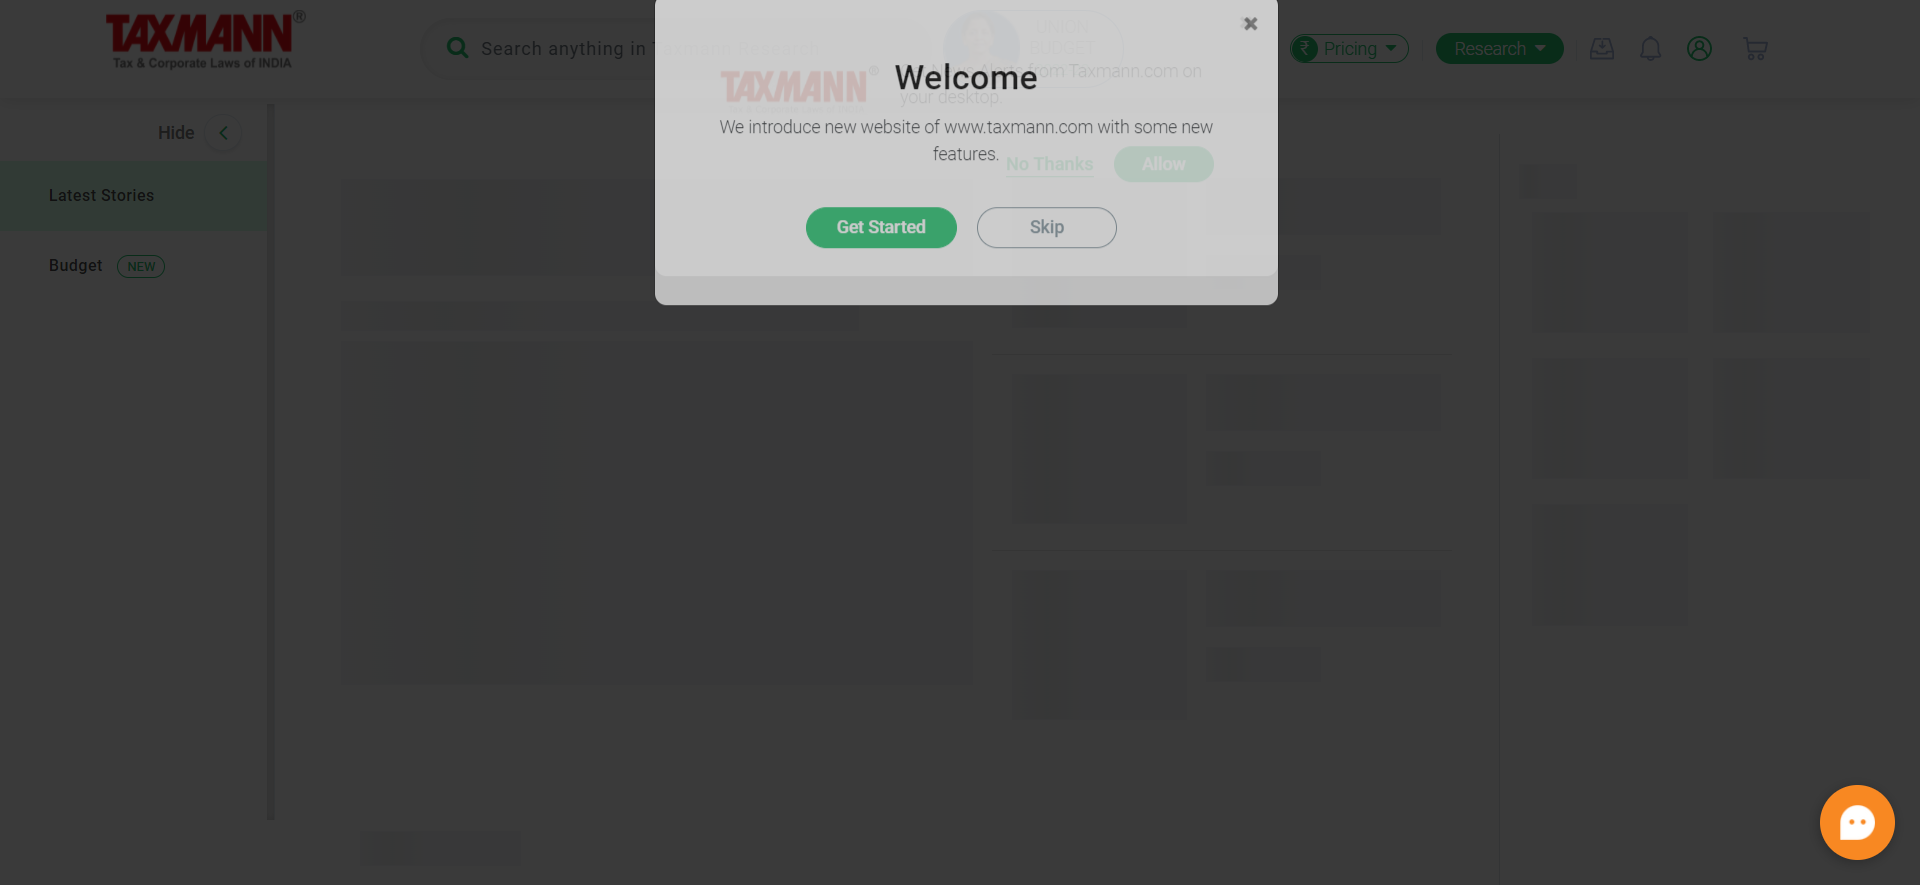 TAXMANN®
Tax & Corporate Laws of INDIA
Search anything in Taxmann Research
UNION
BUDGET
Pricing
Research
Hide
Latest Stories
Budget NEW
TAXMANN®
News Alerts from Taxmann.com on
your desktop.
No Thanks
Allow
Welcome
We introduce new website of www.taxmann.com with some new
features.
Get Started
Skip